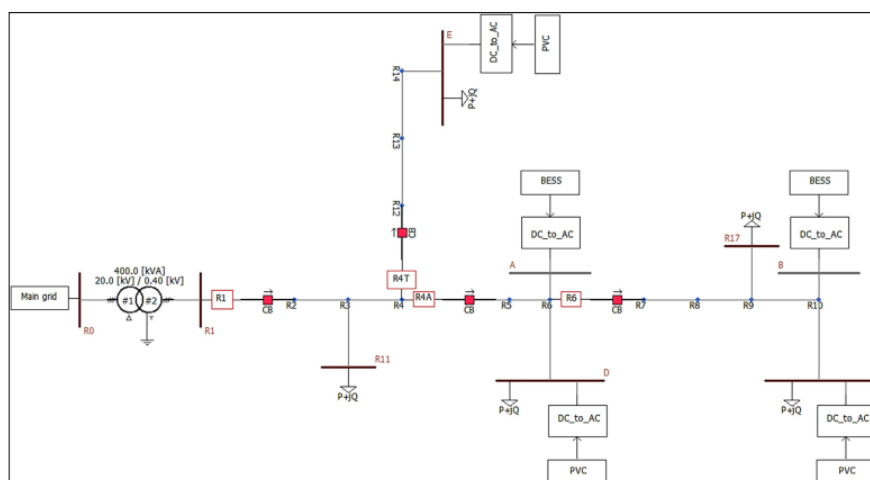 E
DC_to_AC
PVC
P+jQ
R14
R13
R12
CB
R4T
BESS
DC_to_AC
A
BESS
DC_to_AC
B
P+jQ
R17
400.0 [kVA]
20.0 [kV] / 0.40 [kV]
Main grid
#1
#2
R0
R1
R1
CB
R2
R3
R4
R4A
CB
R5
R6
R6
CB
R7
R8
R9
R10
R11
P+jQ
D
P+jQ
DC_to_AC
PVC
P+jQ
DC_to_AC
PVC